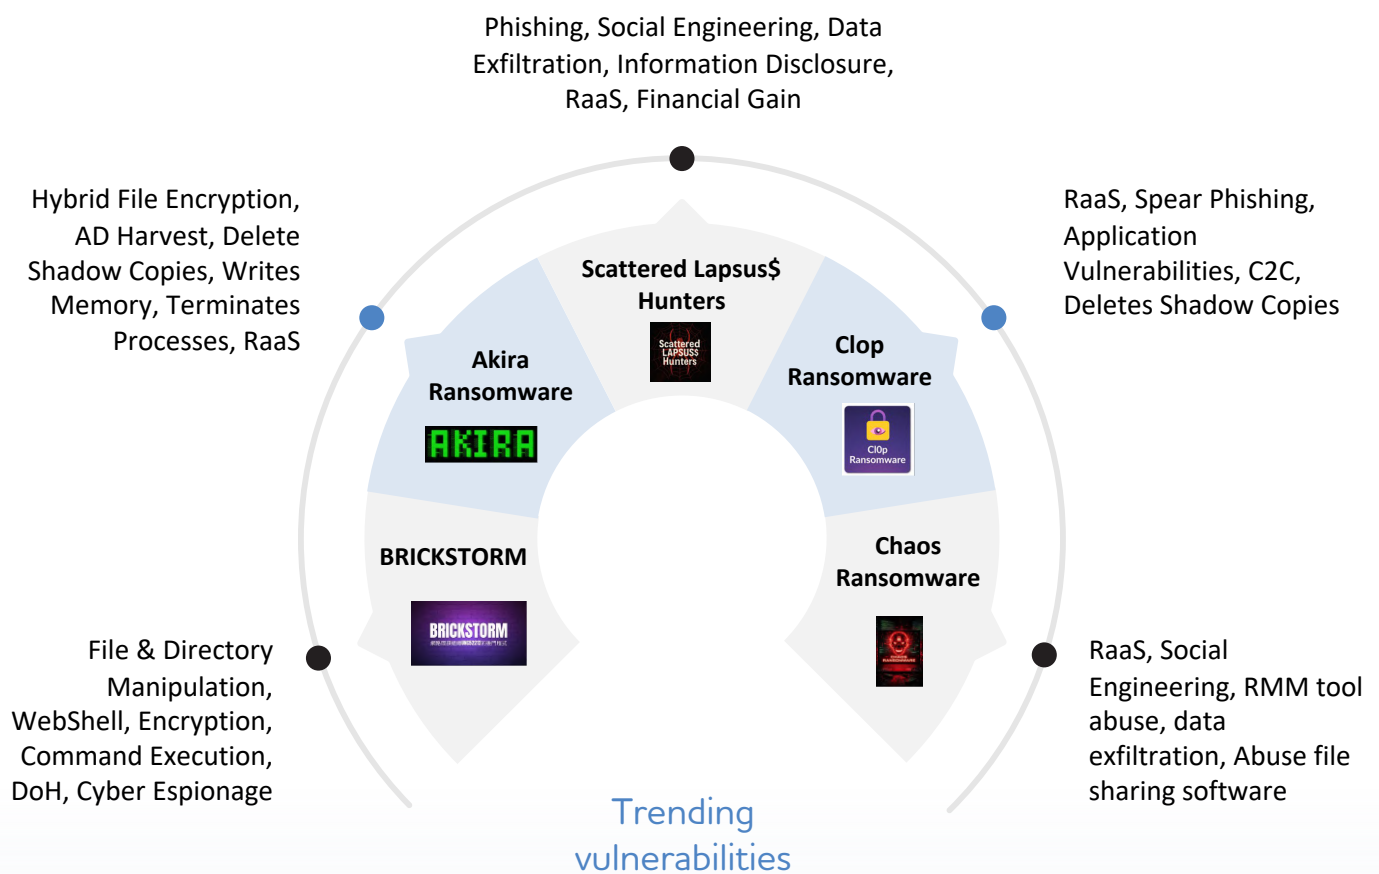 Phishing, Social Engineering, Data
Exfiltration, Information Disclosure,
RaaS, Financial Gain
Hybrid File Encryption,
AD Harvest, Delete
Shadow Copies, Writes
Memory, Terminates
Processes, RaaS
RaaS, Spear Phishing,
Application
Vulnerabilities, C2C,
Deletes Shadow Copies
Scattered Lapsus$
Hunters
Scattered
LAPSUS$
Hunters
Akira
Ransomware
AKIRA
Clop
Ransomware
Cl0p
Ransomware
BRICKSTORM
BRICKSTORM
Chaos
Ransomware
File & Directory
Manipulation,
WebShell, Encryption,
Command Execution,
DoH, Cyber Espionage
RaaS, Social
Engineering, RMM tool
abuse, data
exfiltration, Abuse file
sharing software
Trending
vulnerabilities